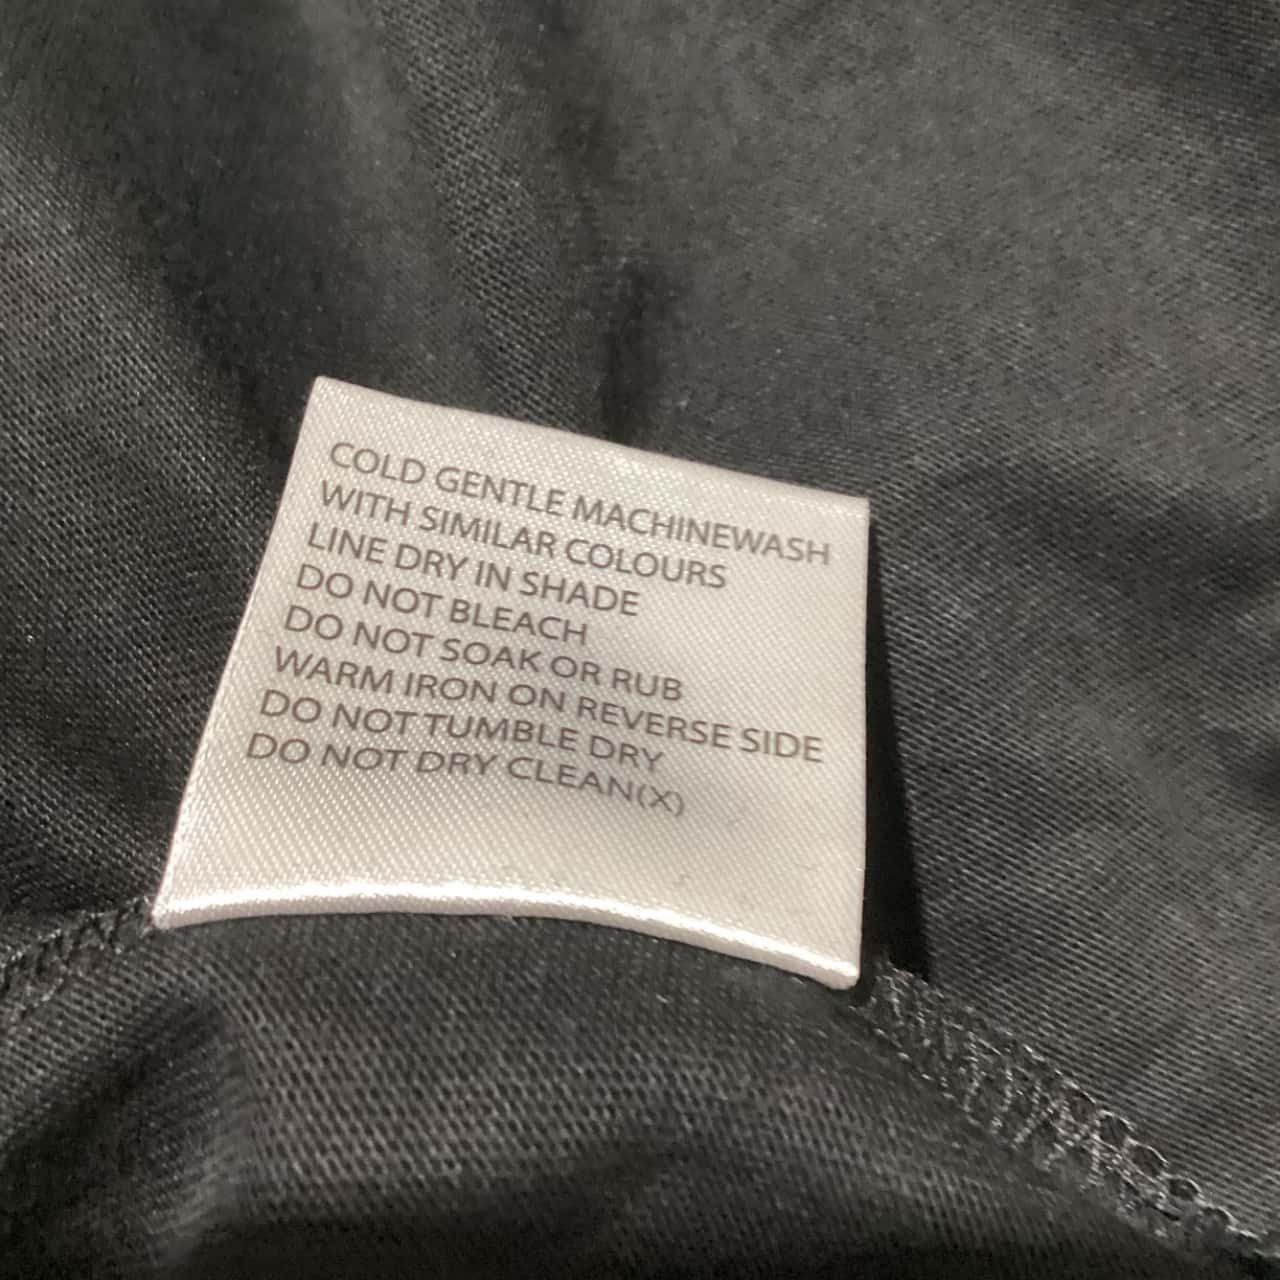 COLD GENTLE MACHINEWASH
WITH SIMILAR COLOURS
LINE DRY IN SHADE
DO NOT BLEACH
DO NOT SOAK OR RUB
WARM IRON ON REVERSE SIDE
DO NOT TUMBLE DRY
DO NOT DRY CLEAN(X)